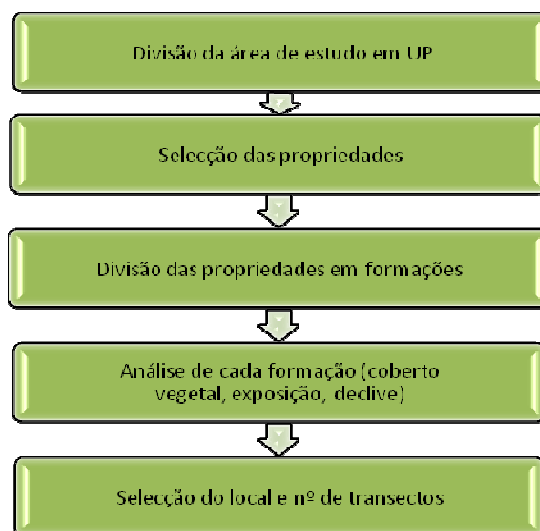 Divisão da área de estudo em UP
Selecção das propriedades
Divisão das propriedades em formações
Análise de cada formação (coberto
vegetal, exposição, declive)
Selecção do local e nº de transectos